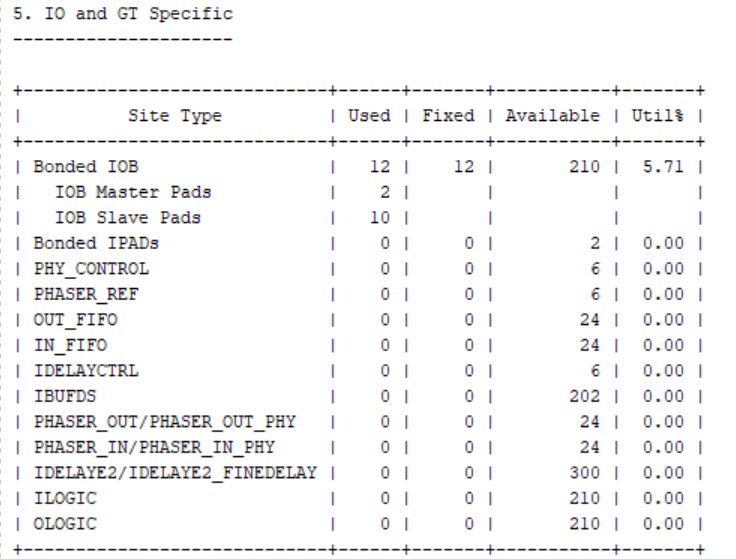 5. IO and GT Specific
---------------------
+-----------------------------+------+-------+-----------+-------+
|          Site Type          | Used | Fixed | Available | Util% |
+-----------------------------+------+-------+-----------+-------+
| Bonded IOB                  |   12 |    12 |       210 |  5.71 |
|   IOB Master Pads           |    2 |       |           |       |
|   IOB Slave Pads            |   10 |       |           |       |
| Bonded IPADs                |    0 |     0 |         2 |  0.00 |
| PHY_CONTROL                 |    0 |     0 |         6 |  0.00 |
| PHASER_REF                  |    0 |     0 |         6 |  0.00 |
| OUT_FIFO                    |    0 |     0 |        24 |  0.00 |
| IN_FIFO                     |    0 |     0 |        24 |  0.00 |
| IDELAYCTRL                  |    0 |     0 |         6 |  0.00 |
| IBUFDS                      |    0 |     0 |       202 |  0.00 |
| PHASER_OUT/PHASER_OUT_PHY   |    0 |     0 |        24 |  0.00 |
| PHASER_IN/PHASER_IN_PHY     |    0 |     0 |        24 |  0.00 |
| IDELAYE2/IDELAYE2_FINEDELAY |    0 |     0 |       300 |  0.00 |
| ILOGIC                      |    0 |     0 |       210 |  0.00 |
| OLOGIC                      |    0 |     0 |       210 |  0.00 |
+-----------------------------+------+-------+-----------+-------+